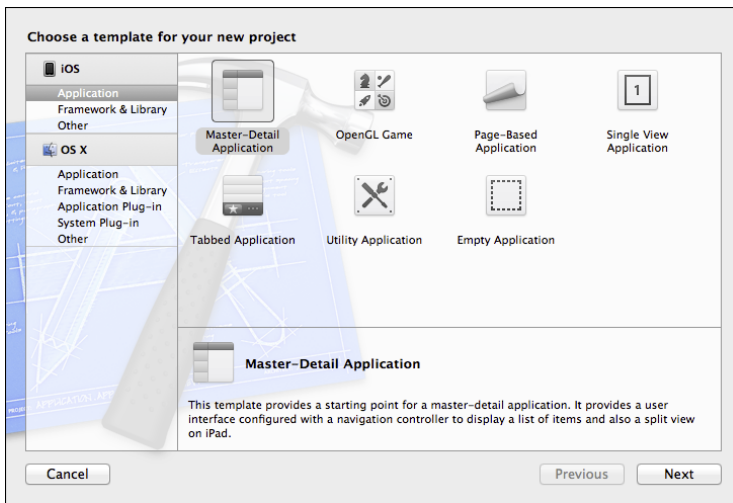 Choose a template for your new project
iOS
Application
Framework & Library
Other
OS X
Application
Framework & Library
Application Plug-in
System Plug-in
Other
Master-Detail
Application
OpenGL Game
Page-Based
Application
1
Single View
Application
Tabbed Application
Utility Application
Empty Application
Master-Detail Application
This template provides a starting point for a master-detail application. It provides a user
interface configured with a navigation controller to display a list of items and also a split view
on iPad.
Cancel
Previous
Next